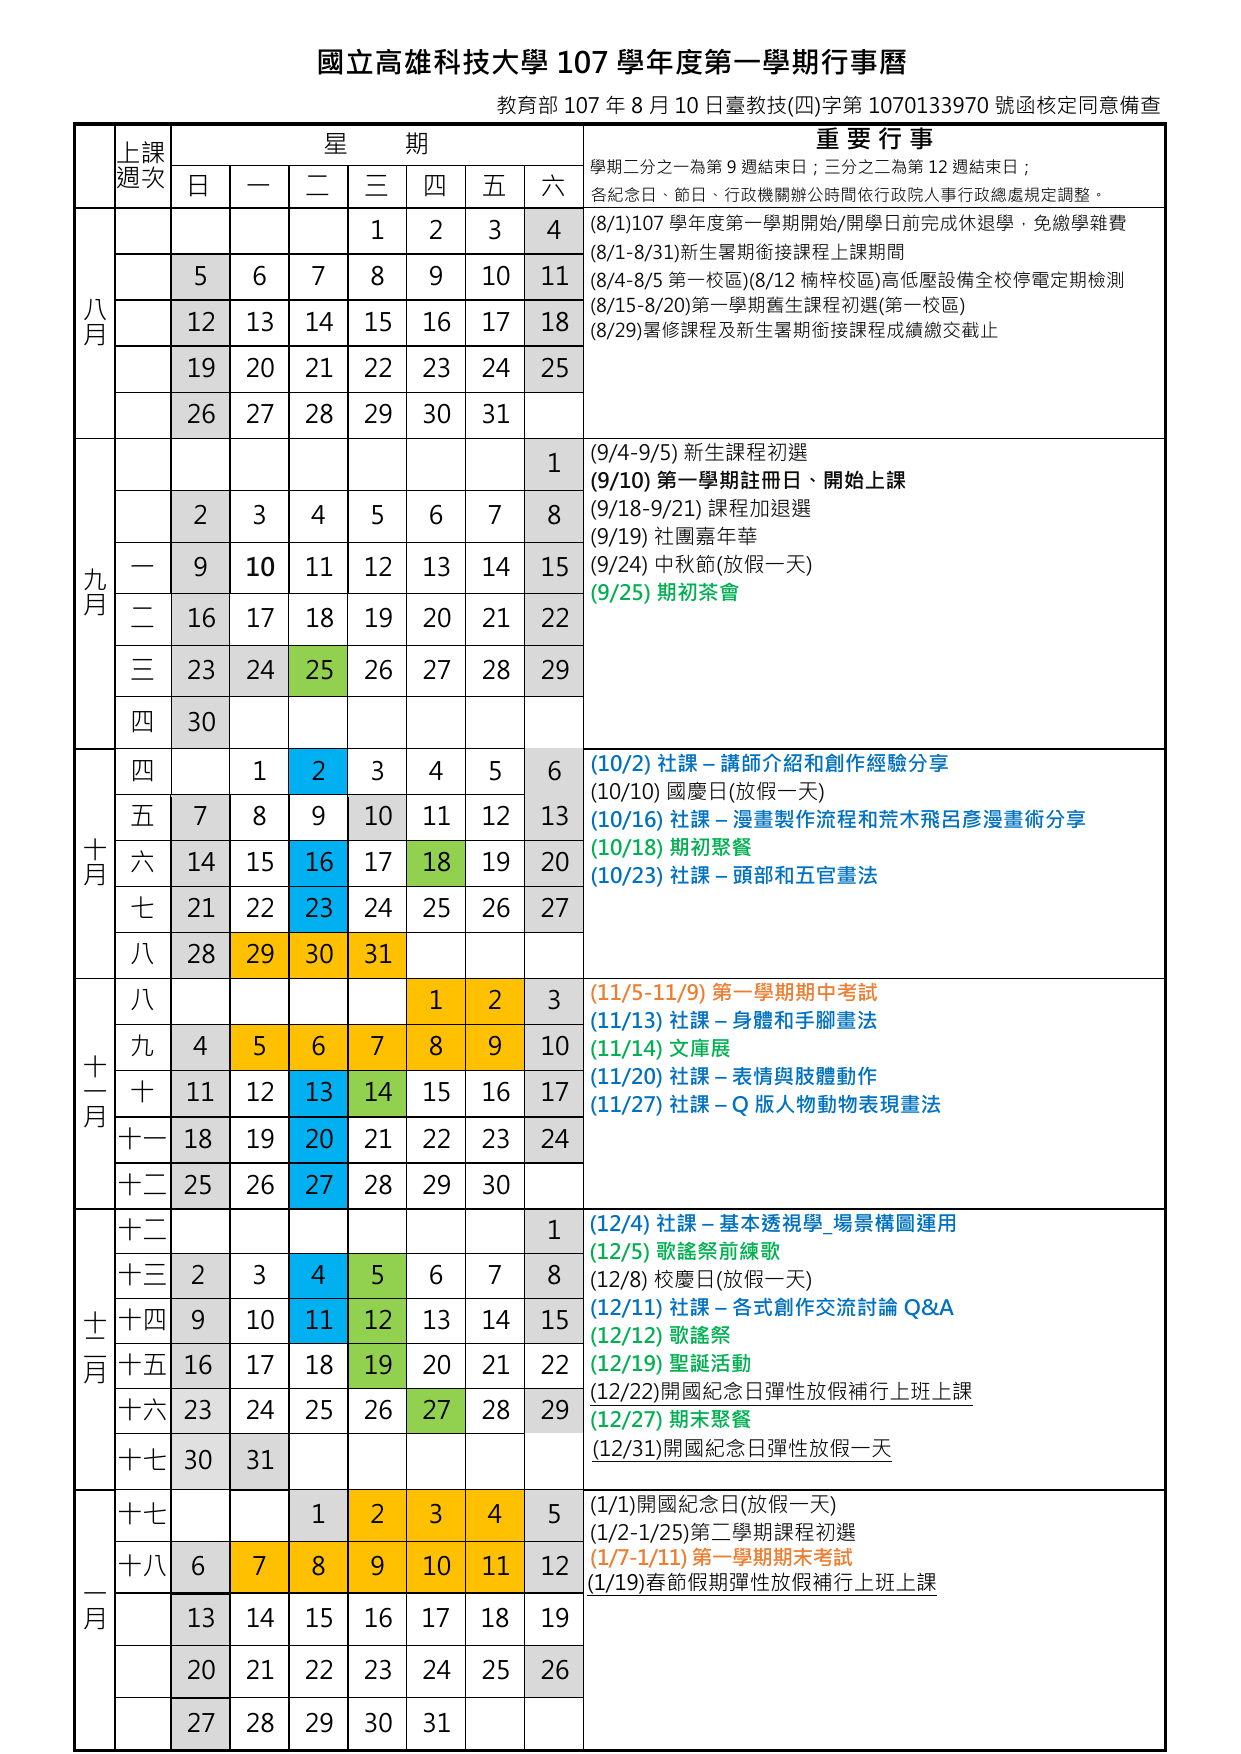 國立高雄科技大學 107 學年度第一學期行事曆
教育部 107 年 8 月 10 日臺教技(四)字第 1070133970 號函核定同意備查
上課週次 星 期 重 要 行 事
學期二分之一為第 9 週結束日；三分之二為第 12 週結束日；
日 一 二 三 四 五 六 各紀念日、節日、行政機關辦公時間依行政院人事行政總處規定調整。
八月
1 2 3 4
5 6 7 8 9 10 11
12 13 14 15 16 17 18
19 20 21 22 23 24 25
26 27 28 29 30 31
(8/1)107 學年度第一學期開始/開學日前完成休退學，免繳學雜費
(8/1-8/31)新生暑期銜接課程上課期間
(8/4-8/5 第一校區)(8/12 楠梓校區)高低壓設備全校停電定期檢測
(8/15-8/20)第一學期舊生課程初選(第一校區)
(8/29)暑修課程及新生暑期銜接課程成績繳交截止
九月
1
2 3 4 5 6 7 8
一 9 10 11 12 13 14 15
二 16 17 18 19 20 21 22
三 23 24 25 26 27 28 29
四 30
(9/4-9/5) 新生課程初選
(9/10) 第一學期註冊日、開始上課
(9/18-9/21) 課程加退選
(9/19) 社團嘉年華
(9/24) 中秋節(放假一天)
(9/25) 期初茶會
十月
四 1 2 3 4 5 6
五 7 8 9 10 11 12 13
六 14 15 16 17 18 19 20
七 21 22 23 24 25 26 27
八 28 29 30 31
(10/2) 社課 – 講師介紹和創作經驗分享
(10/10) 國慶日(放假一天)
(10/16) 社課 – 漫畫製作流程和荒木飛呂彥漫畫術分享
(10/18) 期初聚餐
(10/23) 社課 – 頭部和五官畫法
十一月
八 1 2 3
九 4 5 6 7 8 9 10
十 11 12 13 14 15 16 17
十一 18 19 20 21 22 23 24
十二 25 26 27 28 29 30
(11/5-11/9) 第一學期期中考試
(11/13) 社課 – 身體和手腳畫法
(11/14) 文庫展
(11/20) 社課 – 表情與肢體動作
(11/27) 社課 – Q 版人物動物表現畫法
十二月
十二 1
十三 2 3 4 5 6 7 8
十四 9 10 11 12 13 14 15
十五 16 17 18 19 20 21 22
十六 23 24 25 26 27 28 29
十七 30 31
(12/4) 社課 – 基本透視學_場景構圖運用
(12/5) 歌謠祭前練歌
(12/8) 校慶日(放假一天)
(12/11) 社課 – 各式創作交流討論 Q&A
(12/12) 歌謠祭
(12/19) 聖誕活動
(12/22)開國紀念日彈性放假補行上班上課
(12/27) 期末聚餐
(12/31)開國紀念日彈性放假一天
一月
十七 1 2 3 4 5
十八 6 7 8 9 10 11 12
13 14 15 16 17 18 19
20 21 22 23 24 25 26
27 28 29 30 31
(1/1)開國紀念日(放假一天)
(1/2-1/25)第二學期課程初選
(1/7-1/11) 第一學期期末考試
(1/19)春節假期彈性放假補行上班上課